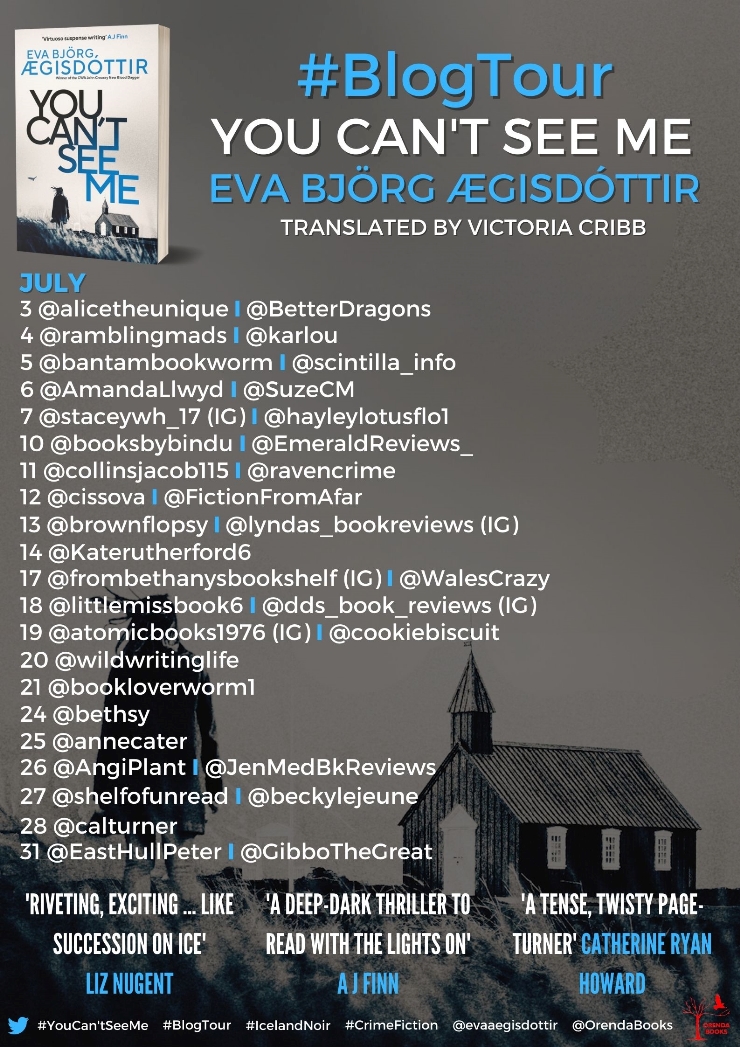 "Virtuoso suspense writing" A J Finn
EVA BJÖRG
ÆGISDÓTTIR
YOU
CAN'T
SEE
ME
#BlogTour
YOU CAN'T SEE ME
EVA BJÖRG ÆGISDÓTTIR
TRANSLATED BY VICTORIA CRIBB
JULY
3 @alicetheunique I @BetterDragons
4 @ramblingmads I @karlou
5 @bantambookworm I @scintilla_info
6 @AmandaLlwyd I @SuzeCM
7 @staceywh_17 (IG) I @hayleylotusflo1
10 @booksbybindu I @EmeraldReviews_
11 @collinsjacob115 I @ravencrime
12 @cissova I @FictionFromAfar
13 @brownflopsy I @lyndas_bookreviews (IG)
14 @Katerutherford6
17 @frombethanysbookshelf (IG) I @WalesCrazy
18 @littlemissbook6 I @dds_book_reviews (IG)
19 @atomicbooks1976 (IG) I @cookiebiscuit
20 @wildwritinglife
21 @bookloverworm1
24 @bethsy
25 @annecater
26 @AngiPlant I @JenMedBkReviews
27 @shelfofunread I @beckylejeune
28 @calturner
31 @EastHullPeter I @GibboTheGreat
'RIVETING, EXCITING ... LIKE
SUCCESSION ON ICE'
LIZ NUGENT
'A DEEP-DARK THRILLER TO
READ WITH THE LIGHTS ON'
A J FINN
'A TENSE, TWISTY PAGE-
TURNER' CATHERINE RYAN
HOWARD
#YouCan'tSeeMe #BlogTour #IcelandNoir #CrimeFiction @evaaegisdottir @OrendaBooks
ORENDA
BOOKS